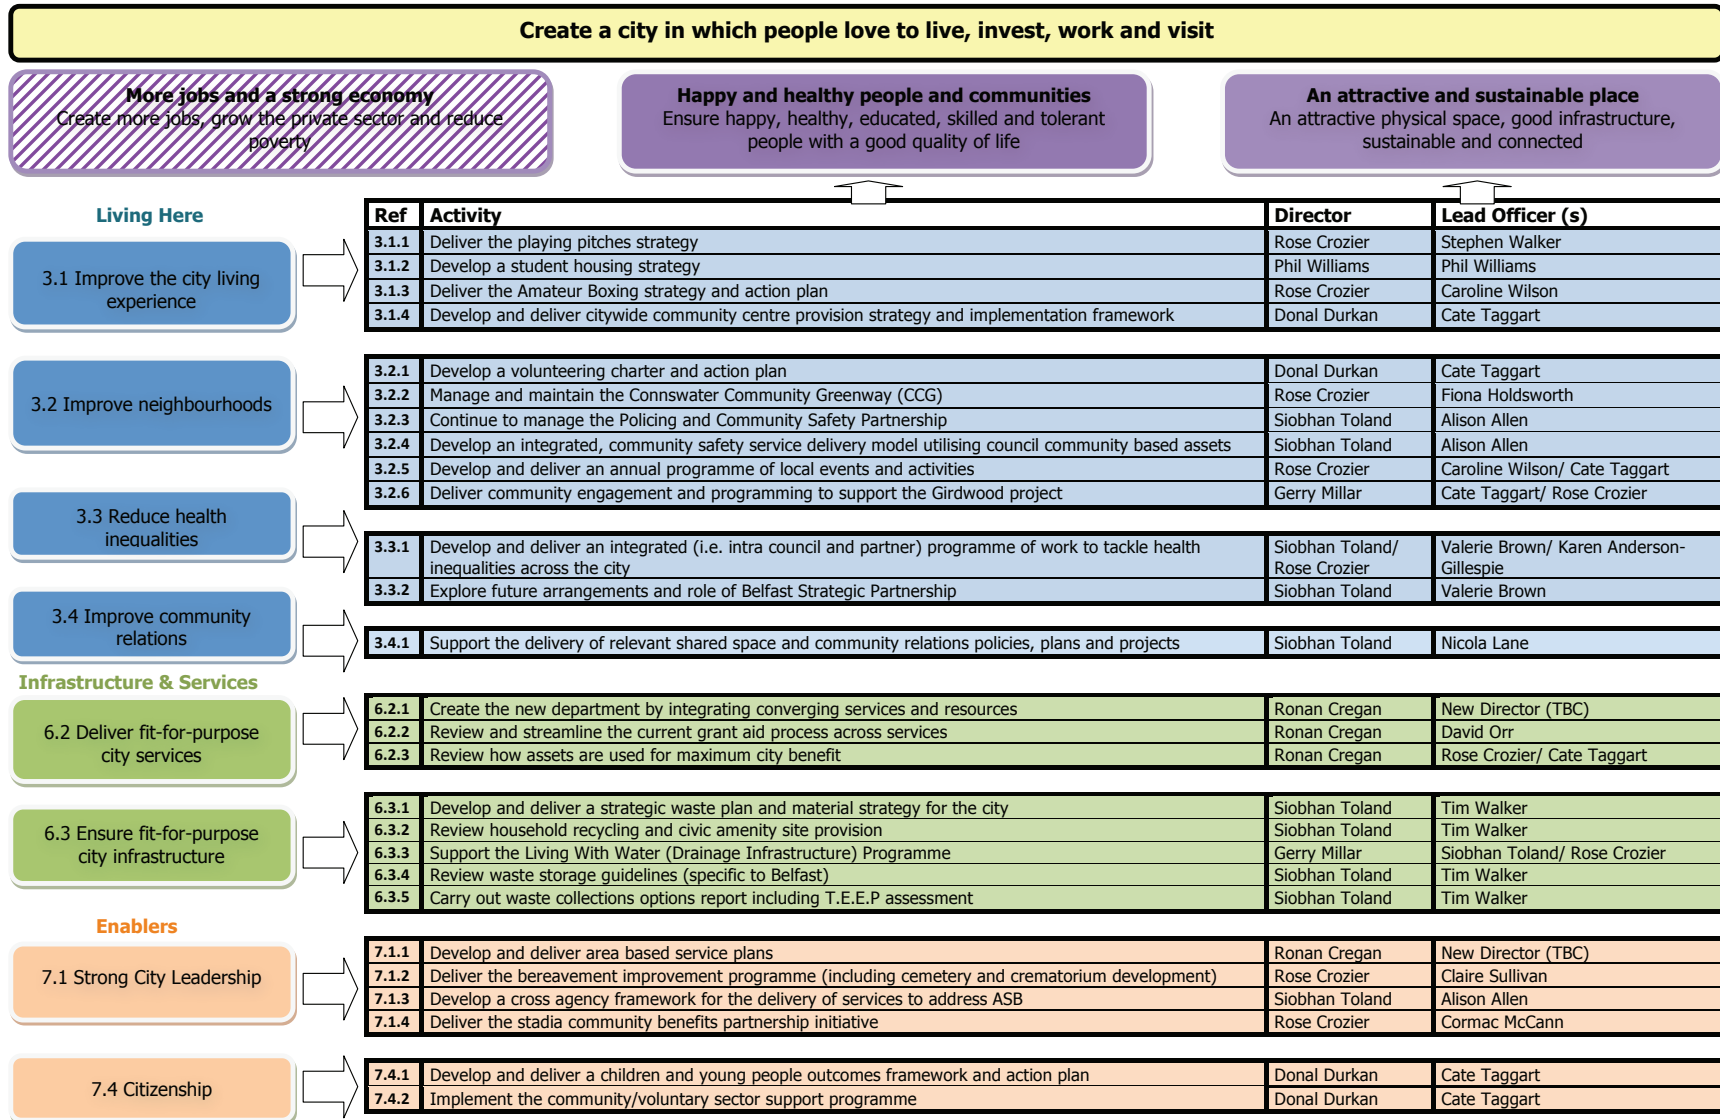 Create a city in which people love to live, invest, work and visit
More jobs and a strong economy
Create more jobs, grow the private sector and reduce
poverty
Happy and healthy people and communities
Ensure happy, healthy, educated, skilled and tolerant
people with a good quality of life
An attractive and sustainable place
An attractive physical space, good infrastructure,
sustainable and connected
Living Here
Ref Activity Director Lead Officer (s)
3.1 Improve the city living
experience
3.1.1 Deliver the playing pitches strategy Rose Crozier Stephen Walker
3.1.2 Develop a student housing strategy Phil Williams Phil Williams
3.1.3 Deliver the Amateur Boxing strategy and action plan Rose Crozier Caroline Wilson
3.1.4 Develop and deliver citywide community centre provision strategy and implementation framework Donal Durkan Cate Taggart
3.2 Improve neighbourhoods
3.2.1 Develop a volunteering charter and action plan Donal Durkan Cate Taggart
3.2.2 Manage and maintain the Connswater Community Greenway (CCG) Rose Crozier Fiona Holdsworth
3.2.3 Continue to manage the Policing and Community Safety Partnership Siobhan Toland Alison Allen
3.2.4 Develop an integrated, community safety service delivery model utilising council community based assets Siobhan Toland Alison Allen
3.2.5 Develop and deliver an annual programme of local events and activities Rose Crozier Caroline Wilson/ Cate Taggart
3.2.6 Deliver community engagement and programming to support the Girdwood project Gerry Millar Cate Taggart/ Rose Crozier
3.3 Reduce health
inequalities
3.3.1 Develop and deliver an integrated (i.e. intra council and partner) programme of work to tackle health Siobhan Toland/ Valerie Brown/ Karen Anderson-
inequalities across the city Rose Crozier Gillespie
3.3.2 Explore future arrangements and role of Belfast Strategic Partnership Siobhan Toland Valerie Brown
3.4 Improve community
relations
3.4.1 Support the delivery of relevant shared space and community relations policies, plans and projects Siobhan Toland Nicola Lane
Infrastructure & Services
6.2 Deliver fit-for-purpose
city services
6.2.1 Create the new department by integrating converging services and resources Ronan Cregan New Director (TBC)
6.2.2 Review and streamline the current grant aid process across services Ronan Cregan David Orr
6.2.3 Review how assets are used for maximum city benefit Ronan Cregan Rose Crozier/ Cate Taggart
6.3 Ensure fit-for-purpose
city infrastructure
6.3.1 Develop and deliver a strategic waste plan and material strategy for the city Siobhan Toland Tim Walker
6.3.2 Review household recycling and civic amenity site provision Siobhan Toland Tim Walker
6.3.3 Support the Living With Water (Drainage Infrastructure) Programme Gerry Millar Siobhan Toland/ Rose Crozier
6.3.4 Review waste storage guidelines (specific to Belfast) Siobhan Toland Tim Walker
6.3.5 Carry out waste collections options report including T.E.E.P assessment Siobhan Toland Tim Walker
Enablers
7.1 Strong City Leadership
7.1.1 Develop and deliver area based service plans Ronan Cregan New Director (TBC)
7.1.2 Deliver the bereavement improvement programme (including cemetery and crematorium development) Rose Crozier Claire Sullivan
7.1.3 Develop a cross agency framework for the delivery of services to address ASB Siobhan Toland Alison Allen
7.1.4 Deliver the stadia community benefits partnership initiative Rose Crozier Cormac McCann
7.4 Citizenship
7.4.1 Develop and deliver a children and young people outcomes framework and action plan Donal Durkan Cate Taggart
7.4.2 Implement the community/voluntary sector support programme Donal Durkan Cate Taggart